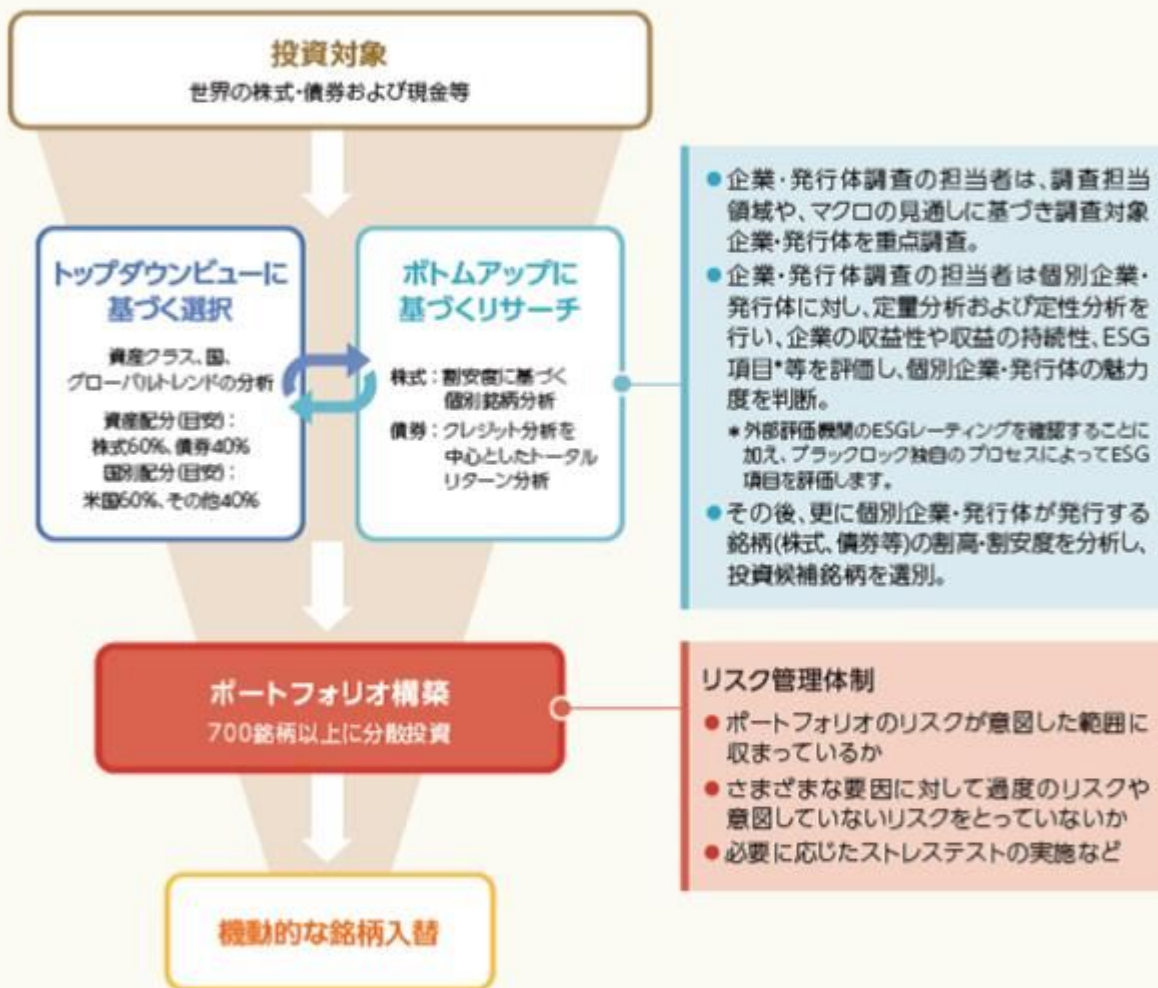 投資対象
世界の株式・債券および現金等
トップダウンビューに
基づく選択
資産クラス、国、
グローバルトレンドの分析
資産配分(目安)：
株式60%、債券40%
国別配分(目安)：
米国60%、その他40%
ボトムアップに
基づくリサーチ
株式：割安度に基づく
個別銘柄分析
債券：クレジット分析を
中心としたトータル
リターン分析
●企業・発行体調査の担当者は、調査担当
領域や、マクロの見通しに基づき調査対象
企業・発行体を重点調査。
●企業・発行体調査の担当者は個別企業・
発行体に対し、定量分析および定性分析を
行い、企業の収益性や収益の持続性、ESG
項目*等を評価し、個別企業・発行体の魅力
度を判断。
*外部評価機関のESGレーティングを確認することに
加え、ブラックロック独自のプロセスによってESG
項目を評価します。
●その後、更に個別企業・発行体が発行する
銘柄(株式、債券等)の割高・割安度を分析し、
投資候補銘柄を選別。
ポートフォリオ構築
700銘柄以上に分散投資
リスク管理体制
●ポートフォリオのリスクが意図した範囲に
収まっているか
●さまざまな要因に対して過度のリスクや
意図していないリスクをとっていないか
●必要に応じたストレステストの実施など
機動的な銘柄入替